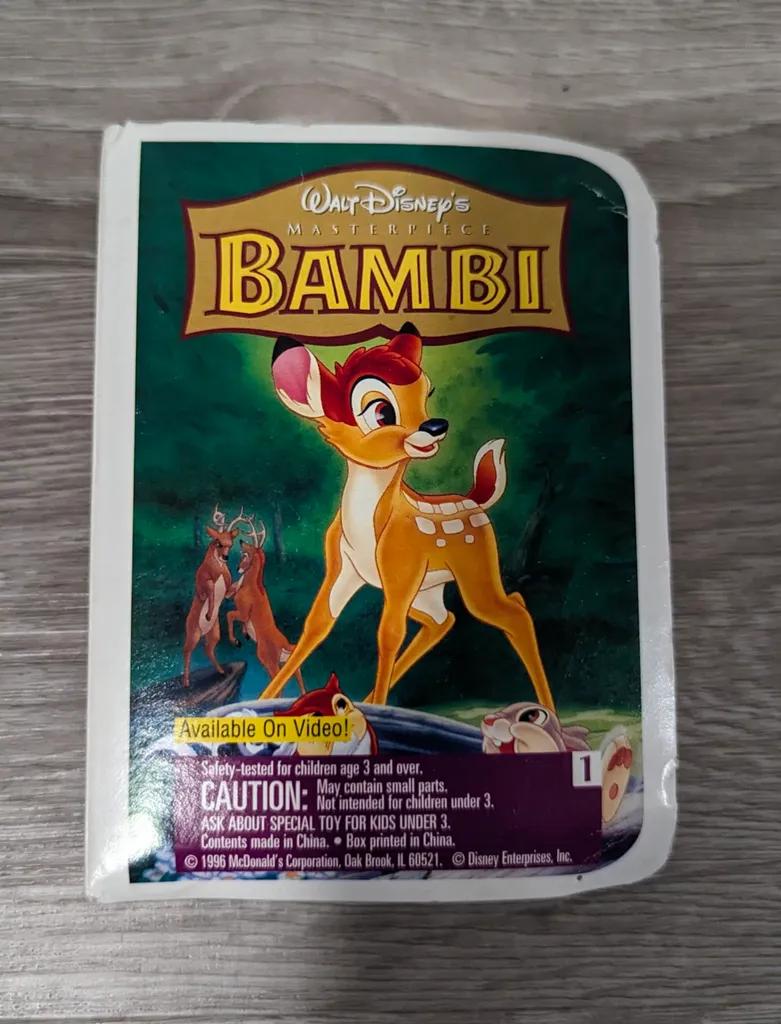 Walt Disney's
MASTERPIECE
BAMBI
Available On Video!
1
Safety-tested for children age 3 and over.
CAUTION: May contain small parts.
Not intended for children under 3.
ASK ABOUT SPECIAL TOY FOR KIDS UNDER 3.
Contents made in China. • Box printed in China.
© 1996 McDonald's Corporation, Oak Brook, IL 60521. © Disney Enterprises, Inc.